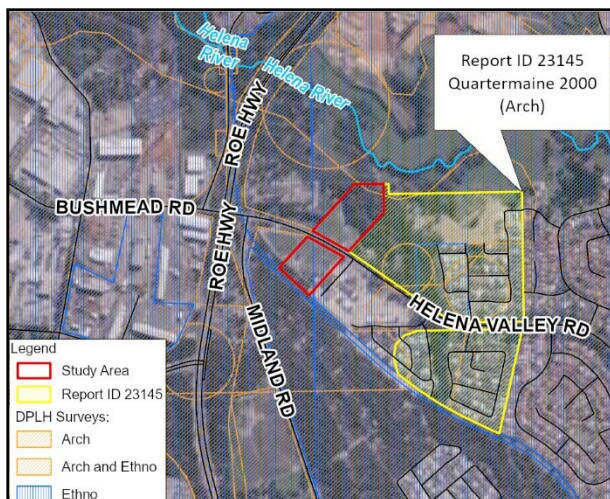 Helena
River
Helena River
Report ID 23145
Quartermaine 2000
(Arch)
ROE HWY
BUSHMEAD RD
ROE HWY
MIDLAND RD
HELENA VALLEY RD
Legend
Study Area
Report ID 23145
DPLH Surveys:
Arch
Arch and Ethno
Ethno